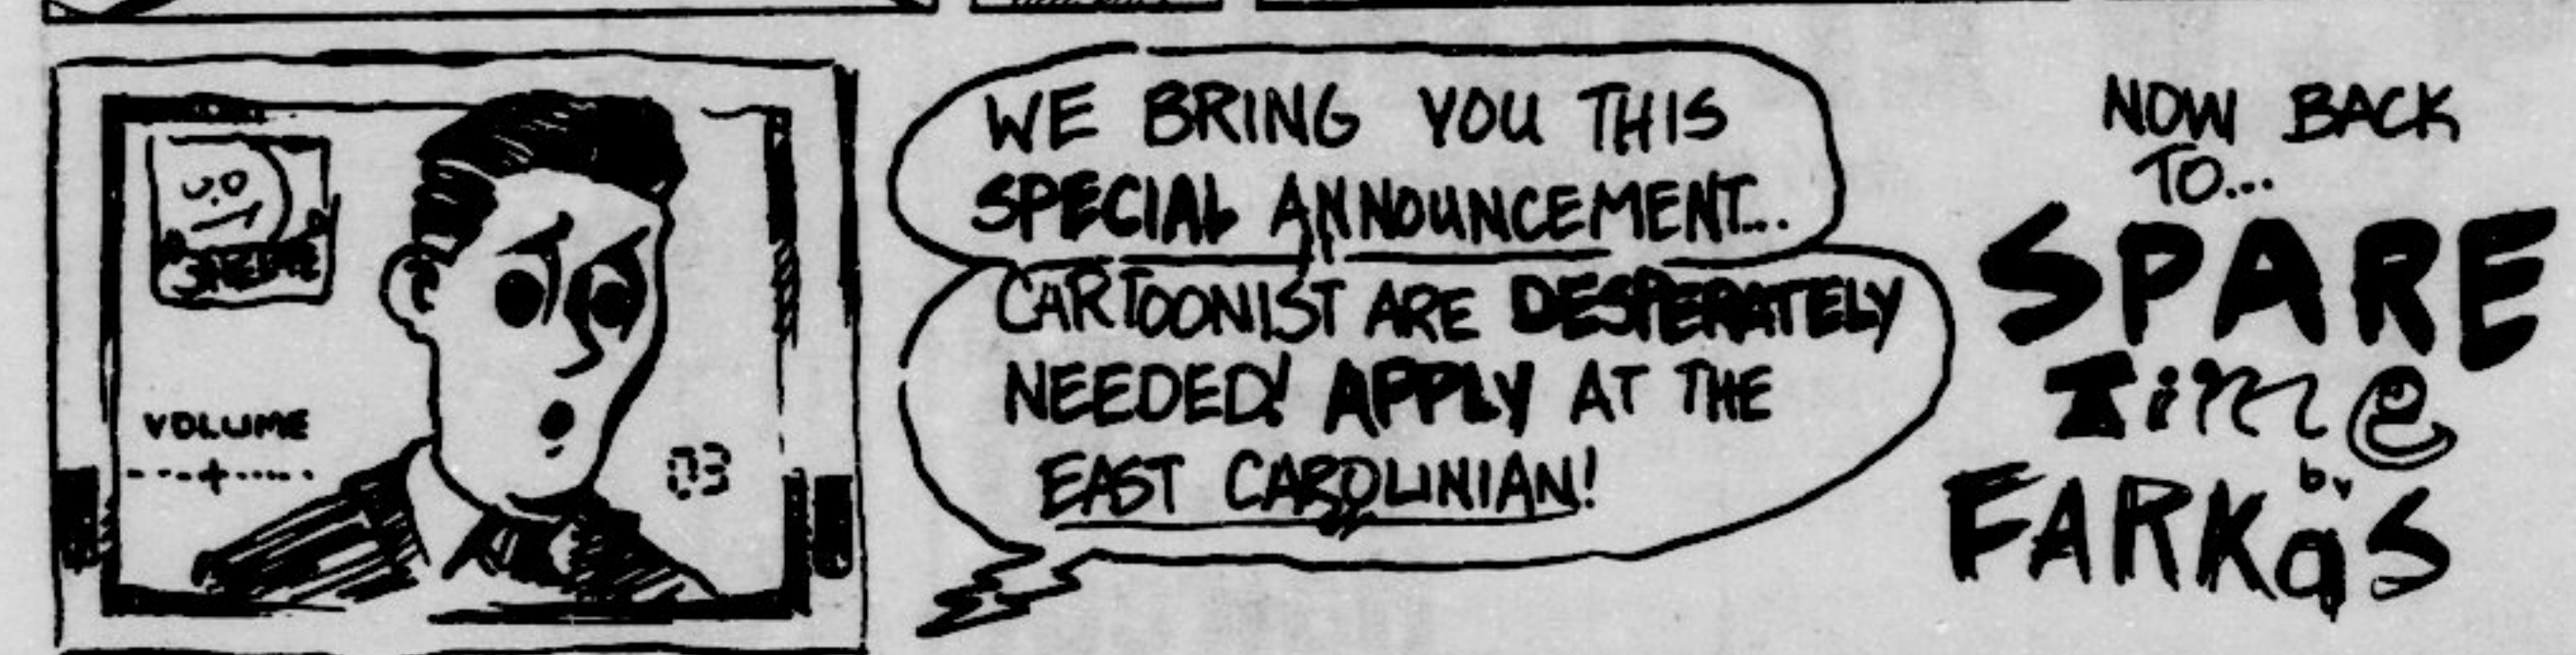 VOLUME
03
WE BRING YOU THIS
SPECIAL ANNOUNCEMENT...
CARTOONIST ARE DESPERATELY
NEEDED! APPLY AT THE
EAST CAROLINIAN!
NOW BACK
TO...
SPARE
Time
by
FARKaS